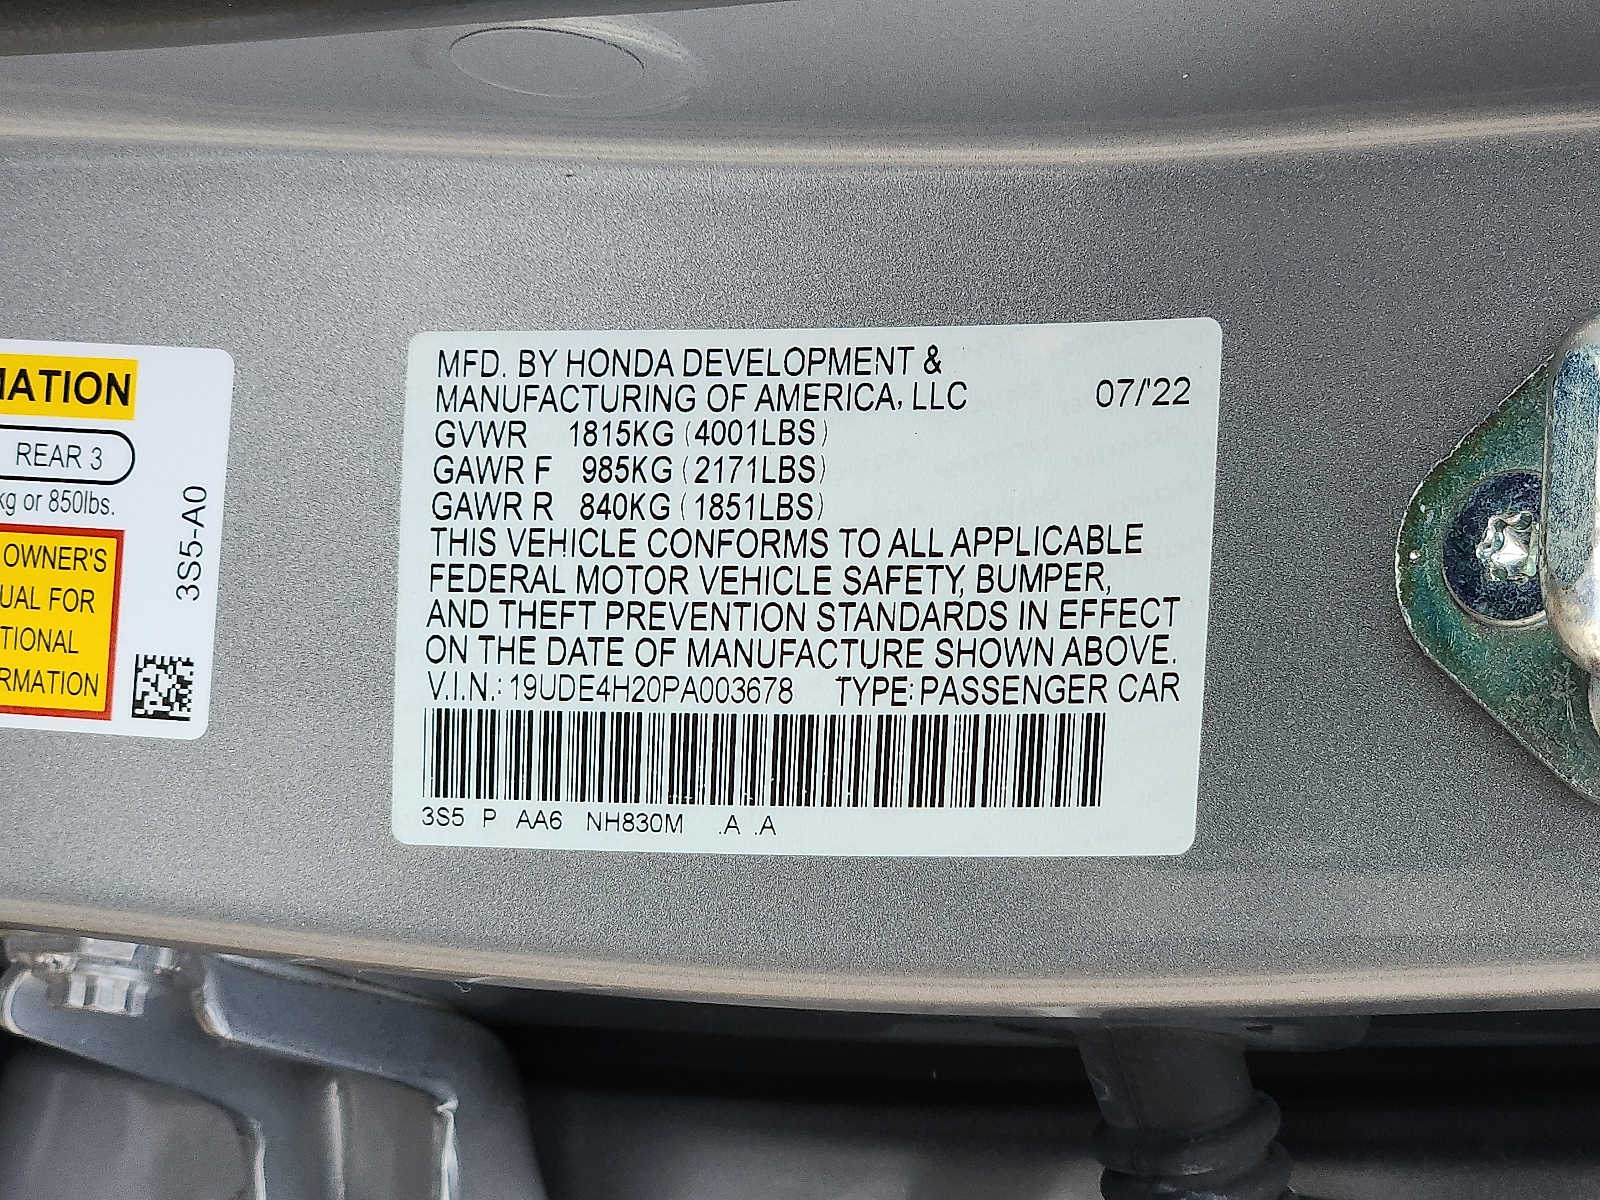 MATION
REAR 3
kg or 850lbs.
OWNER'S
UAL FOR
TIONAL
RMATION
3S5-A0
MFD. BY HONDA DEVELOPMENT &
MANUFACTURING OF AMERICA, LLC 07/'22
GVWR 1815KG (4001LBS)
GAWR F 985KG (2171LBS)
GAWR R 840KG (1851LBS)
THIS VEHICLE CONFORMS TO ALL APPLICABLE
FEDERAL MOTOR VEHICLE SAFETY, BUMPER,
AND THEFT PREVENTION STANDARDS IN EFFECT
ON THE DATE OF MANUFACTURE SHOWN ABOVE.
V.I.N.: 19UDE4H20PA003678 TYPE: PASSENGER CAR
3S5 P AA6 NH830M .A .A